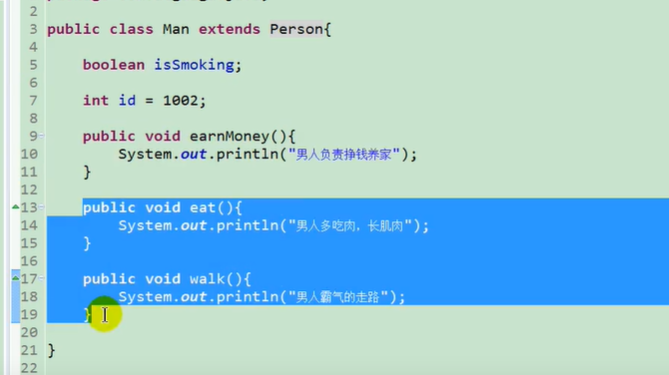 2
3 public class Man extends Person{
4
5 boolean isSmoking;
6
7 int id = 1002;
8
9 public void earnMoney(){
10 System.out.println("男人负责挣钱养家");
11 }
12
13 public void eat(){
14 System.out.println("男人多吃肉，长肌肉");
15 }
16
17 public void walk(){
18 System.out.println("男人霸气的走路");
19 }
20
21 }
22